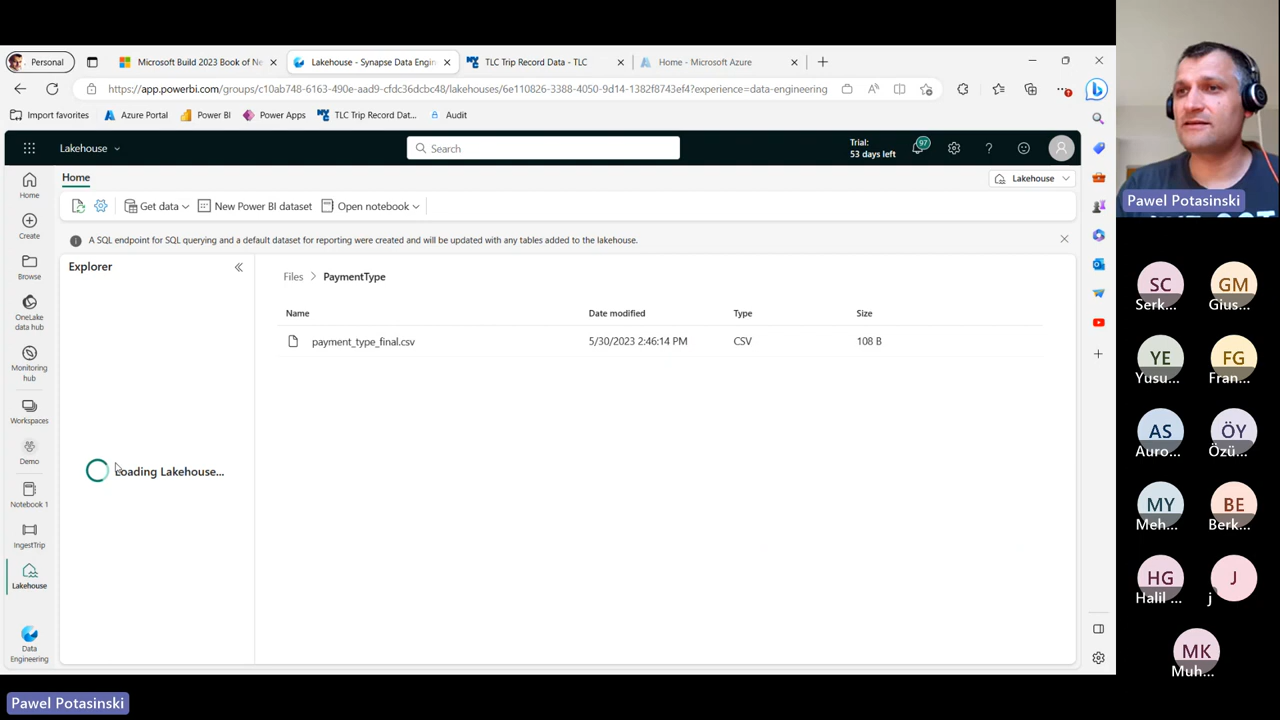 Personal
Microsoft Build 2023 Book of Ne
Lakehouse - Synapse Data Engin
TLC Trip Record Data - TLC
Home - Microsoft Azure
https://app.powerbi.com/groups/c10ab748-6163-490e-aad9-cfdc36dcbc48/lakehouses/6e110826-3388-4050-9d14-1382f8743ef4?experience=data-engineering
Import favorites
Azure Portal
Power BI
Power Apps
TLC Trip Record Dat...
Audit
Lakehouse
Search
Trial:
53 days left
97
Home
Lakehouse
Get data
New Power BI dataset
Open notebook
A SQL endpoint for SQL querying and a default dataset for reporting were created and will be updated with any tables added to the lakehouse.
Home
Create
Browse
OneLake
data hub
Monitoring
hub
Workspaces
Demo
Notebook 1
IngestTrip
Lakehouse
Data
Engineering
Explorer
Loading Lakehouse...
Files > PaymentType
Name Date modified Type Size
payment_type_final.csv 5/30/2023 2:46:14 PM CSV 108 B
Pawel Potasinski
SC
Serk...
GM
Gius...
YE
Yusu...
FG
Fran...
AS
Auro...
ÖY
Özü...
MY
Meh...
BE
Berk...
HG
Halil ...
J
j
MK
Muh...
Pawel Potasinski